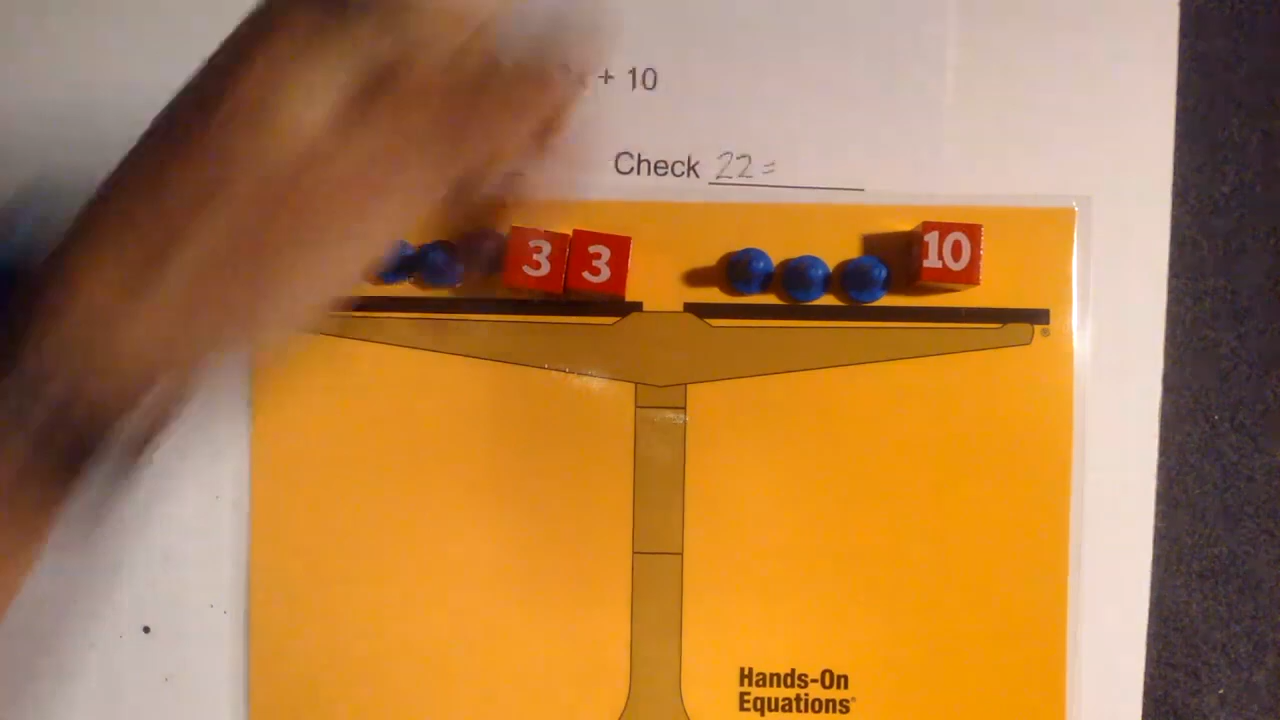 + 10
Check 22 =
3 3 10
Hands-On
Equations®